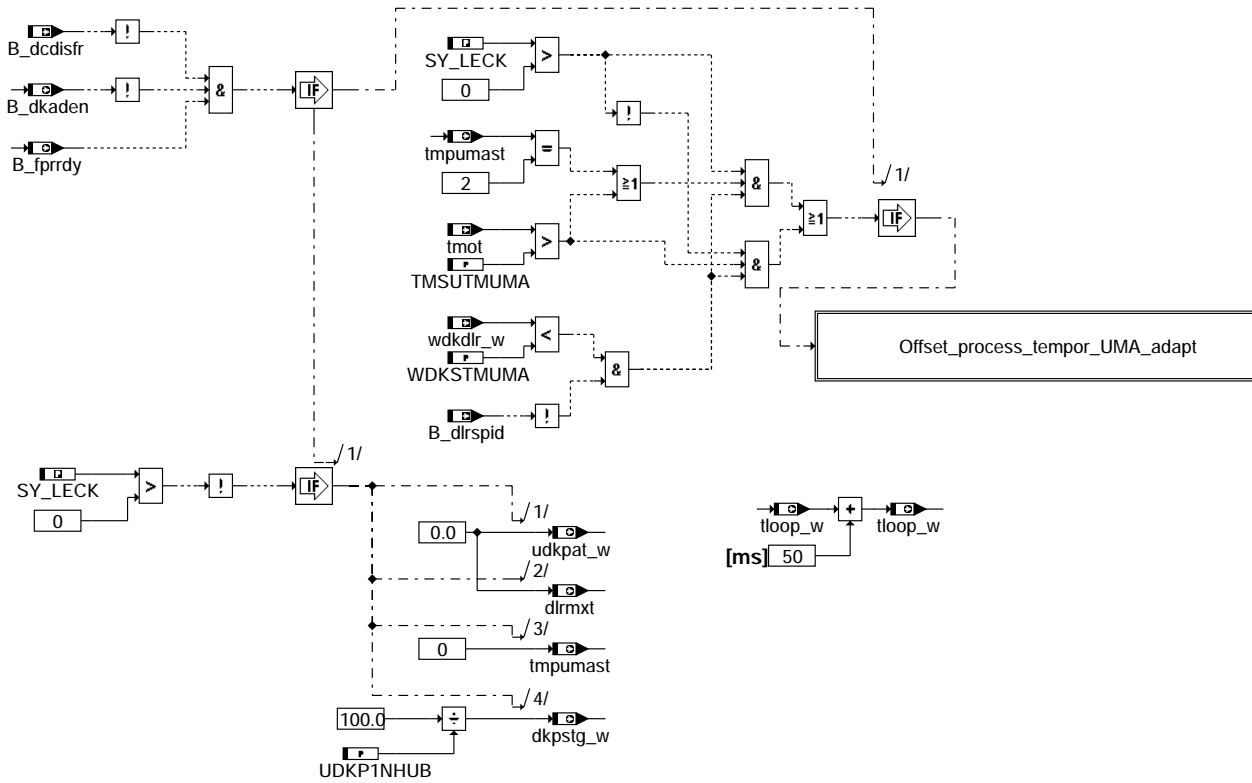 B_dcdisfr
!
B_dkaden
!
B_fprrdy
&
IF
SY_LECK
0
>
!
tmpumast
2
=
≧1
tmot
TMSUTMUMA
>
wdkdlr_w
WDKSTMUMA
<
&
B_dlrspid
!
&
&
≧1
1/
IF
Offset_process_tempor_UMA_adapt
SY_LECK
0
>
!
1/
IF
1/
0.0
udkpat_w
2/
dlrmxt
3/
0
tmpumast
4/
100.0
÷
dkpstg_w
UDKP1NHUB
tloop_w
+
tloop_w
[ms] 50